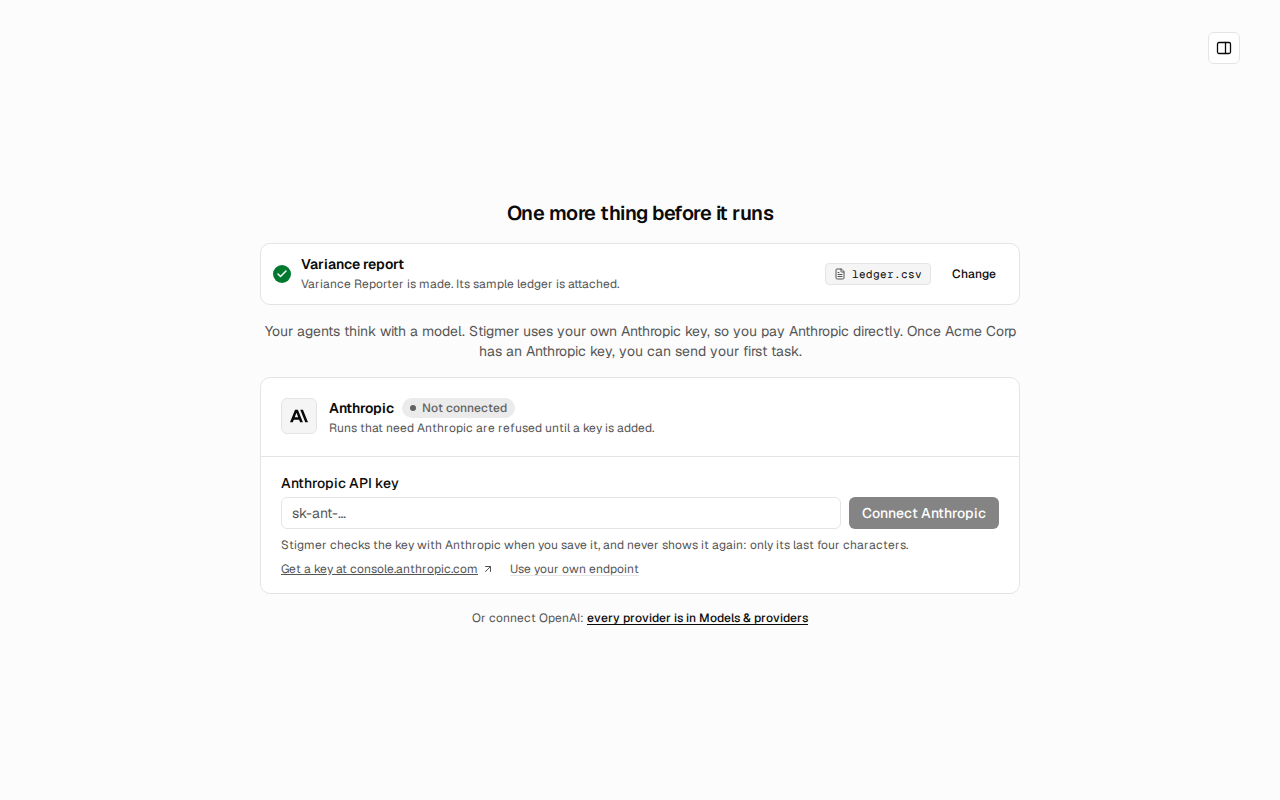 One more thing before it runs
Variance report
Variance Reporter is made. Its sample ledger is attached.
ledger.csv
Change
Your agents think with a model. Stigmer uses your own Anthropic key, so you pay Anthropic directly. Once Acme Corp
has an Anthropic key, you can send your first task.
Anthropic
Not connected
Runs that need Anthropic are refused until a key is added.
Anthropic API key
sk-ant-...
Connect Anthropic
Stigmer checks the key with Anthropic when you save it, and never shows it again: only its last four characters.
Get a key at console.anthropic.com
Use your own endpoint
Or connect OpenAI: every provider is in Models & providers